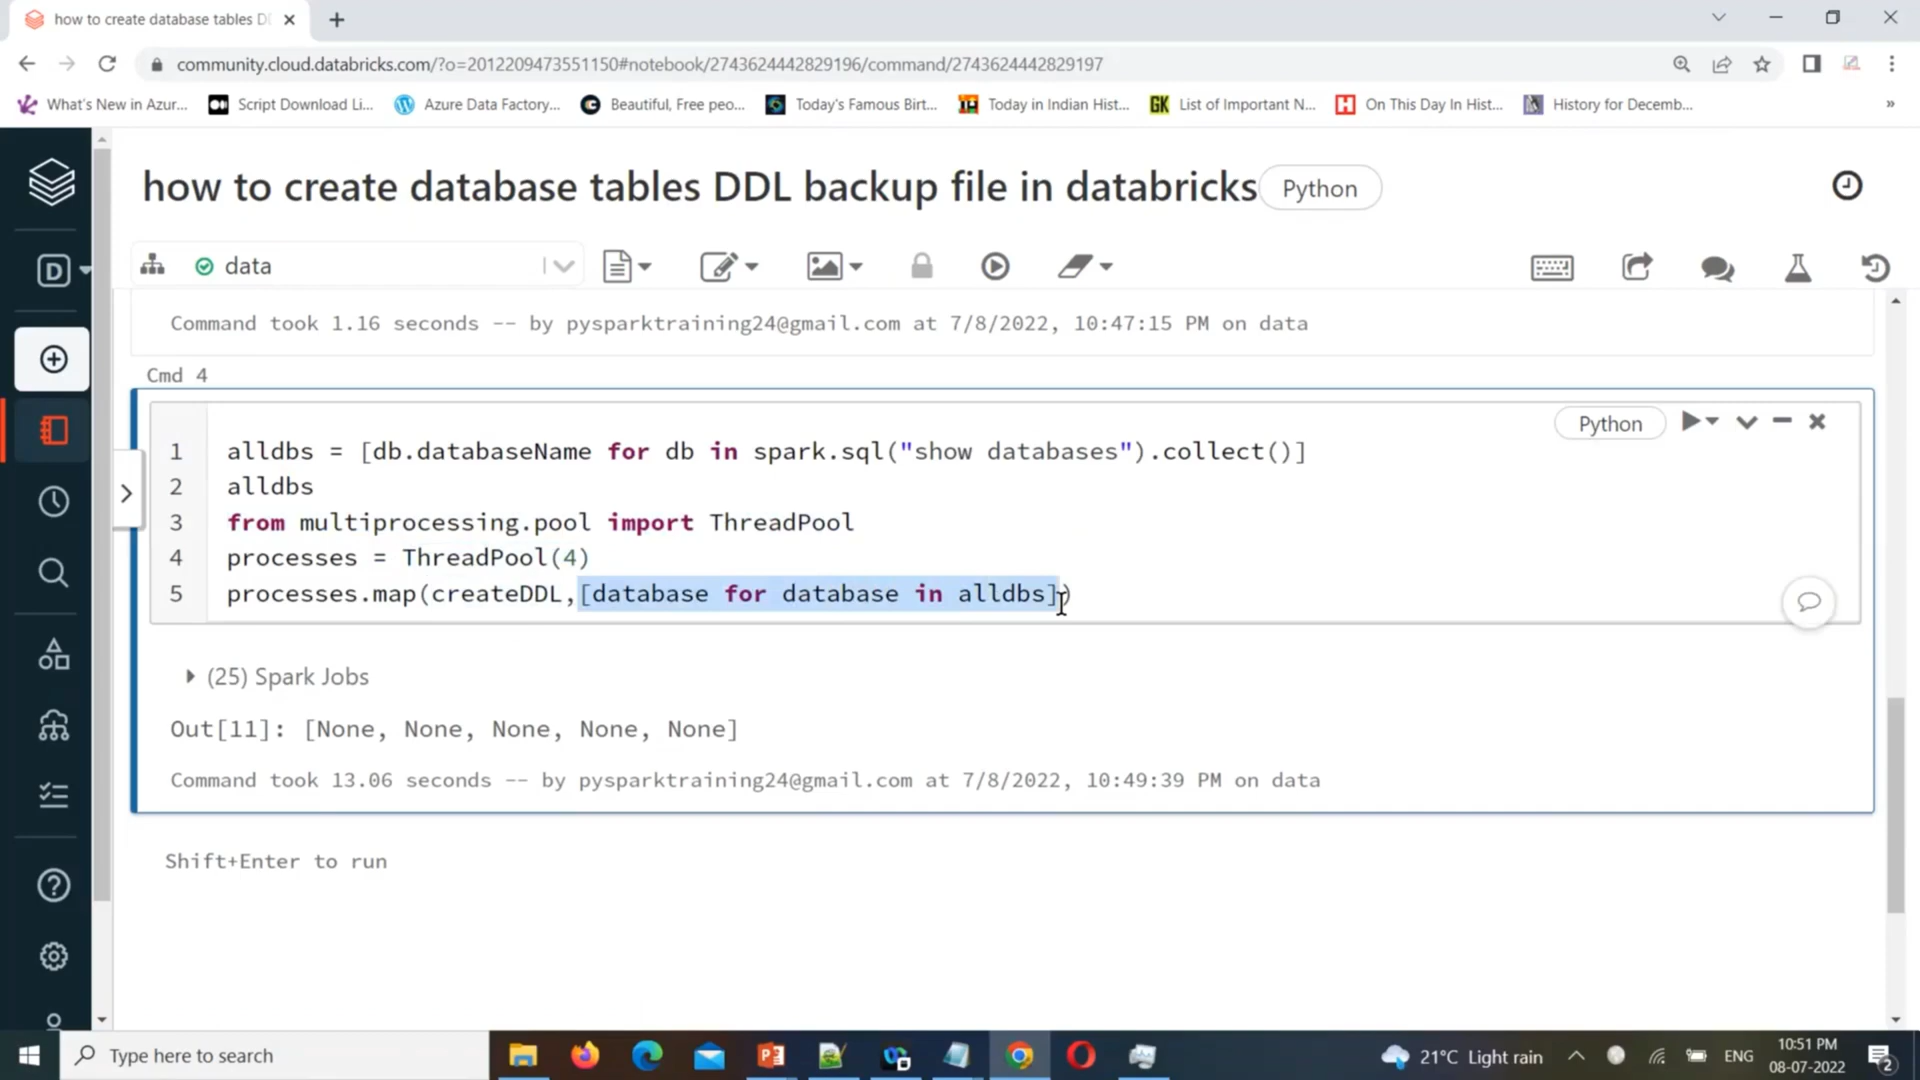 how to create database tables D
community.cloud.databricks.com/?o=2012209473551150#notebook/2743624442829196/command/2743624442829197
What's New in Azur... Script Download Li... Azure Data Factory... Beautiful, Free peo... Today's Famous Birt... TH Today in Indian Hist... GK List of Important N... H On This Day In Hist... History for Decemb... »
how to create database tables DDL backup file in databricks Python
D data
Command took 1.16 seconds -- by pysparktraining24@gmail.com at 7/8/2022, 10:47:15 PM on data
Cmd 4
Python
1 alldbs = [db.databaseName for db in spark.sql("show databases").collect()]
2 alldbs
3 from multiprocessing.pool import ThreadPool
4 processes = ThreadPool(4)
5 processes.map(createDDL,[database for database in alldbs])
(25) Spark Jobs
Out[11]: [None, None, None, None, None]
Command took 13.06 seconds -- by pysparktraining24@gmail.com at 7/8/2022, 10:49:39 PM on data
Shift+Enter to run
Type here to search
21°C Light rain
ENG
10:51 PM
08-07-2022
2